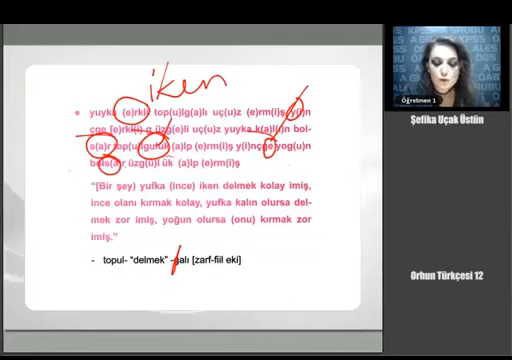 iken
yuyka (e)rkli top(u)lg(a)lı uç(u)z (e)rm(i)ş y(i)n
çge (e)rkl(i)g üzg(e)li uç(u)z yuyka k(a)l(ı)n bol-
s(a)r top(u)lguluk (a)lp (e)rm(i)ş y(i)nçge yog(u)n
bols(a)r üzg(ü)l ük (a)lp (e)rm(i)ş
"[Bir şey) yufka (ince) iken delmek kolay imiş,
ince olanı kırmak kolay, yufka kalın olursa del-
mek zor imiş, yoğun olursa (onu) kırmak zor
imiş."
- topul- "delmek" -galı [zarf-fiil eki]
Öğretmen 1
Şefika Uçak Üstün
Orhun Türkçesi 12